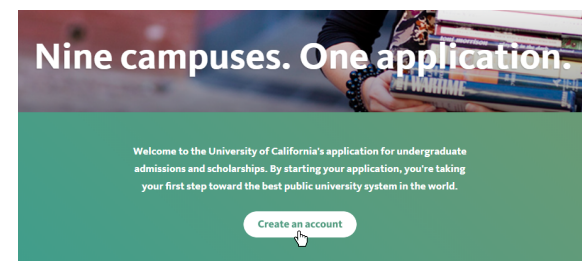 Nine campuses. One application.
toni morrison
Welcome to the University of California's application for undergraduate
admissions and scholarships. By starting your application, you're taking
your first step toward the best public university system in the world.
Create an account